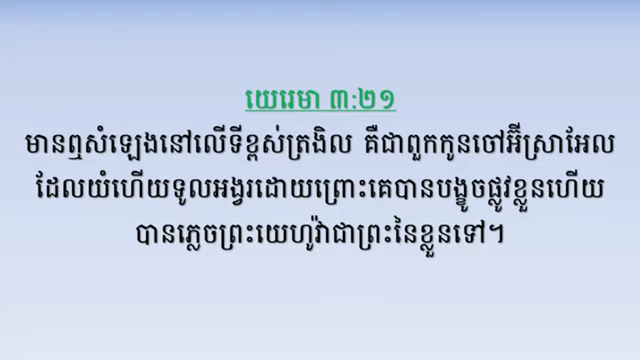 យេរេមា ៣:២១
មានឮសំឡេងនៅលើទីខ្ពស់ត្រងិល គឺជាពួកកូនចៅអ៊ីស្រាអែល
ដែលយំហើយទូលអង្វរដោយព្រោះគេបានបង្ខូចផ្លូវខ្លួនហើយ
បានភ្លេចព្រះយេហូវ៉ាជាព្រះនៃខ្លួនទៅ។